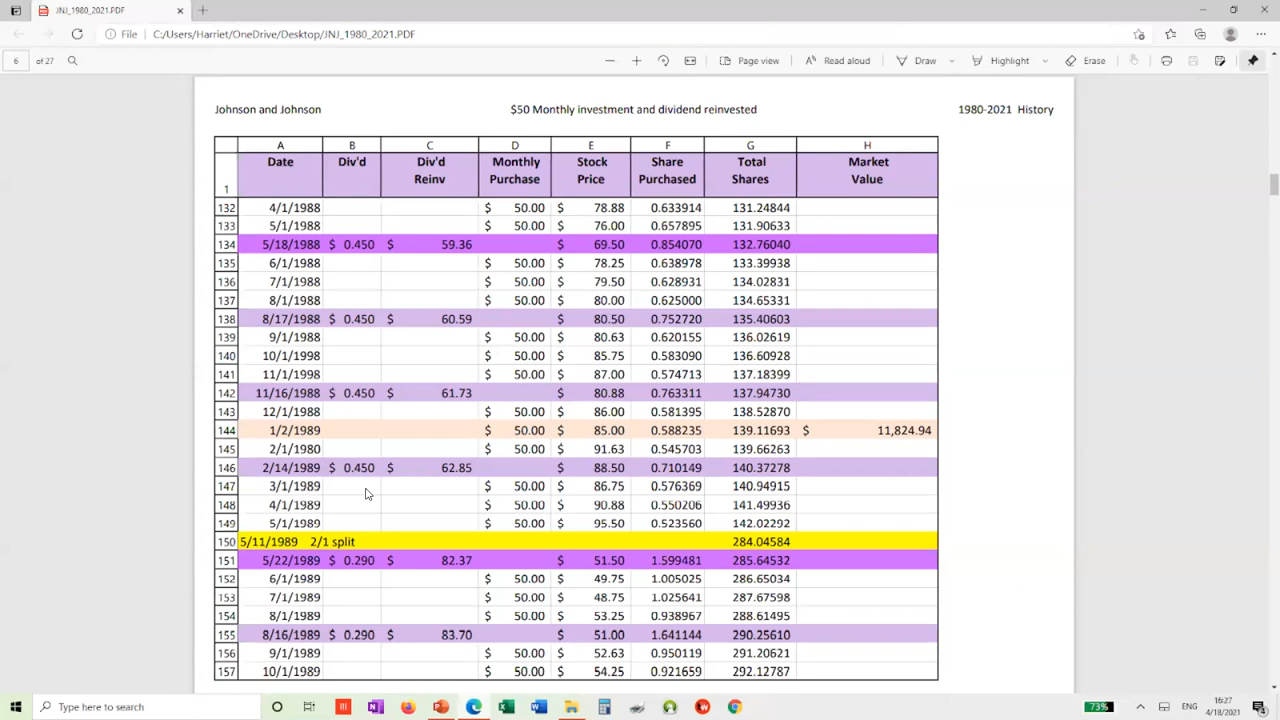 JNJ_1980_2021.PDF
File C:/Users/Harriet/OneDrive/Desktop/JNJ_1980_2021.PDF
6 of 27 Page view Read aloud Draw Highlight Erase
Johnson and Johnson $50 Monthly investment and dividend reinvested 1980-2021 History
A B C D E F G H
Date Div'd Div'd Monthly Stock Share Total Market
Reinv Purchase Price Purchased Shares Value
1
132 4/1/1988 $ 50.00 $ 78.88 0.633914 131.24844
133 5/1/1988 $ 50.00 $ 76.00 0.657895 131.90633
134 5/18/1988 $ 0.450 $ 59.36 $ 69.50 0.854070 132.76040
135 6/1/1988 $ 50.00 $ 78.25 0.638978 133.39938
136 7/1/1988 $ 50.00 $ 79.50 0.628931 134.02831
137 8/1/1988 $ 50.00 $ 80.00 0.625000 134.65331
138 8/17/1988 $ 0.450 $ 60.59 $ 80.50 0.752720 135.40603
139 9/1/1988 $ 50.00 $ 80.63 0.620155 136.02619
140 10/1/1998 $ 50.00 $ 85.75 0.583090 136.60928
141 11/1/1998 $ 50.00 $ 87.00 0.574713 137.18399
142 11/16/1988 $ 0.450 $ 61.73 $ 80.88 0.763311 137.94730
143 12/1/1988 $ 50.00 $ 86.00 0.581395 138.52870
144 1/2/1989 $ 50.00 $ 85.00 0.588235 139.11693 $ 11,824.94
145 2/1/1980 $ 50.00 $ 91.63 0.545703 139.66263
146 2/14/1989 $ 0.450 $ 62.85 $ 88.50 0.710149 140.37278
147 3/1/1989 $ 50.00 $ 86.75 0.576369 140.94915
148 4/1/1989 $ 50.00 $ 90.88 0.550206 141.49936
149 5/1/1989 $ 50.00 $ 95.50 0.523560 142.02292
150 5/11/1989 2/1 split 284.04584
151 5/22/1989 $ 0.290 $ 82.37 $ 51.50 1.599481 285.64532
152 6/1/1989 $ 50.00 $ 49.75 1.005025 286.65034
153 7/1/1989 $ 50.00 $ 48.75 1.025641 287.67598
154 8/1/1989 $ 50.00 $ 53.25 0.938967 288.61495
155 8/16/1989 $ 0.290 $ 83.70 $ 51.00 1.641144 290.25610
156 9/1/1989 $ 50.00 $ 52.63 0.950119 291.20621
157 10/1/1989 $ 50.00 $ 54.25 0.921659 292.12787
Type here to search 73% ENG 16:27
4/18/2021